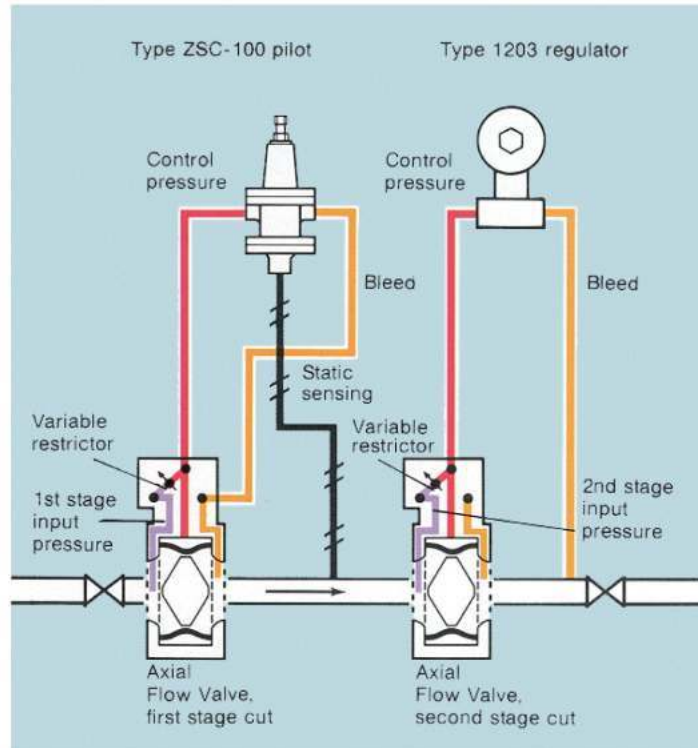 Type ZSC-100 pilot
Type 1203 regulator
Control
pressure
Control
pressure
Bleed
Bleed
Static
sensing
Variable
restrictor
Variable
restrictor
1st stage
input
pressure
2nd stage
input
pressure
Axial
Flow Valve,
first stage cut
Axial
Flow Valve,
second stage cut